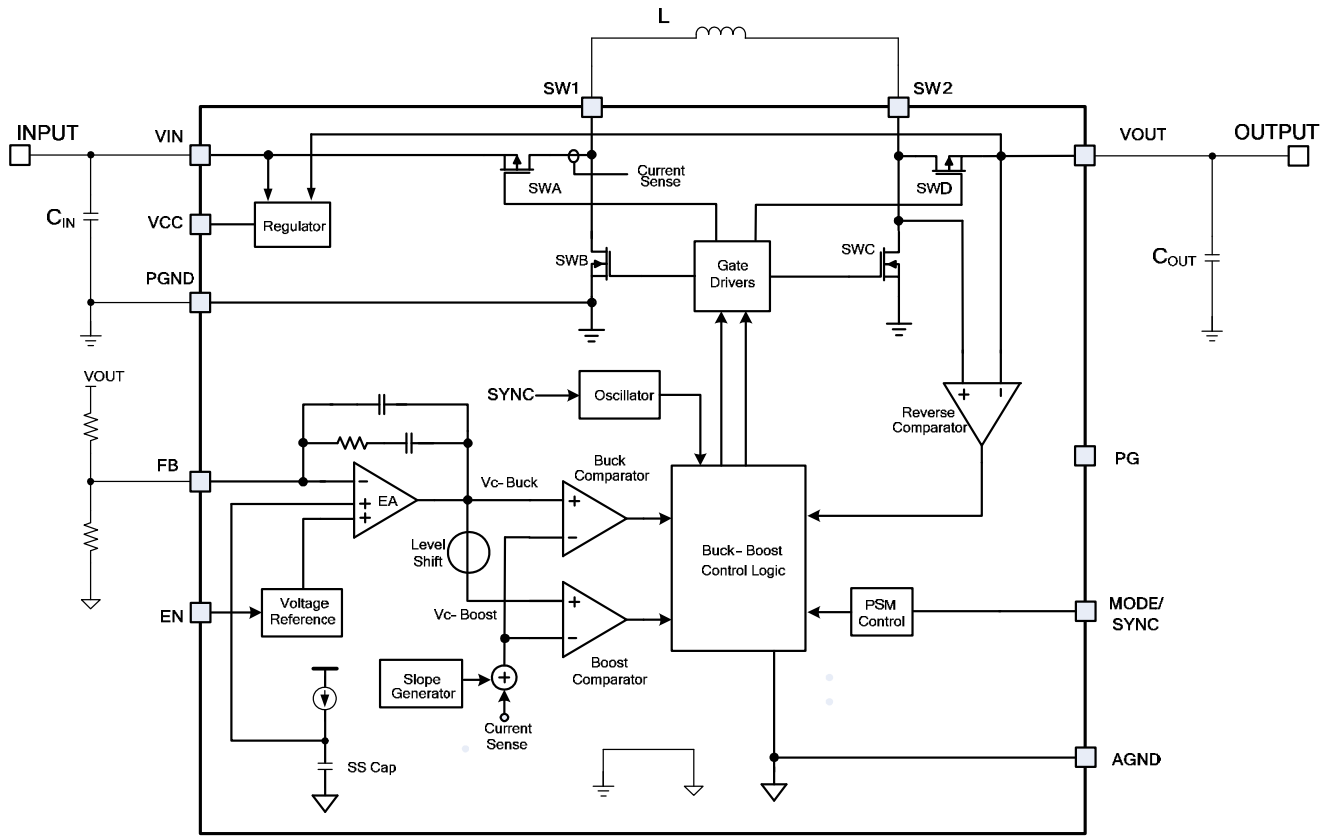 L
SW1
SW2
INPUT
VIN
VOUT
OUTPUT
SWA
Current
Sense
SWD
CIN
VCC
Regulator
SWB
Gate
Drivers
SWC
COUT
PGND
VOUT
SYNC
Oscillator
+
−
Reverse
Comparator
FB
−
+
+
EA
Vc-Buck
Buck
Comparator
+
−
PG
Level
Shift
Buck-Boost
Control Logic
EN
Voltage
Reference
Vc-Boost
+
−
Boost
Comparator
PSM
Control
MODE/
SYNC
Slope
Generator
+
Current
Sense
SS Cap
AGND